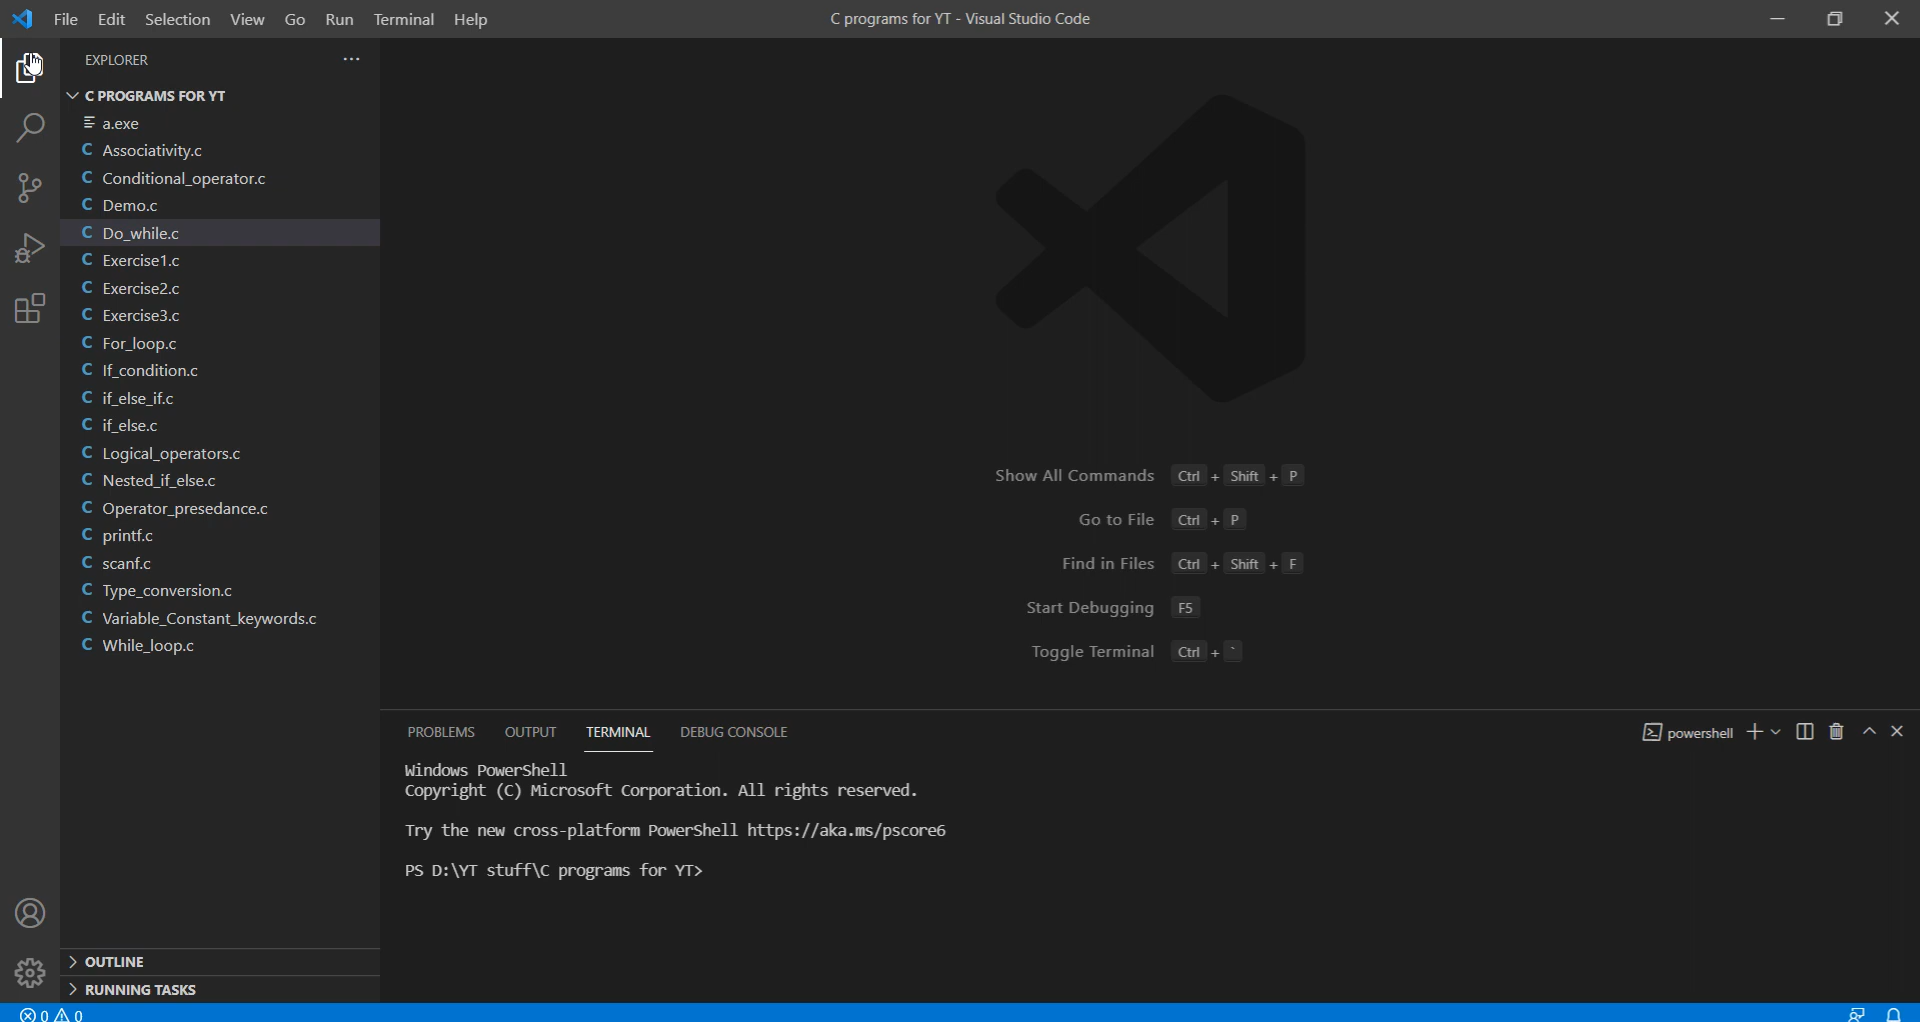 File Edit Selection View Go Run Terminal Help
C programs for YT - Visual Studio Code
EXPLORER
C PROGRAMS FOR YT
a.exe
C Associativity.c
C Conditional_operator.c
C Demo.c
C Do_while.c
C Exercise1.c
C Exercise2.c
C Exercise3.c
C For_loop.c
C If_condition.c
C if_else_if.c
C if_else.c
C Logical_operators.c
C Nested_if_else.c
C Operator_presedance.c
C printf.c
C scanf.c
C Type_conversion.c
C Variable_Constant_keywords.c
C While_loop.c
OUTLINE
RUNNING TASKS
Show All Commands Ctrl + Shift + P
Go to File Ctrl + P
Find in Files Ctrl + Shift + F
Start Debugging F5
Toggle Terminal Ctrl + `
PROBLEMS OUTPUT TERMINAL DEBUG CONSOLE
powershell
Windows PowerShell
Copyright (C) Microsoft Corporation. All rights reserved.
Try the new cross-platform PowerShell https://aka.ms/pscore6
PS D:\YT stuff\C programs for YT>
0 0